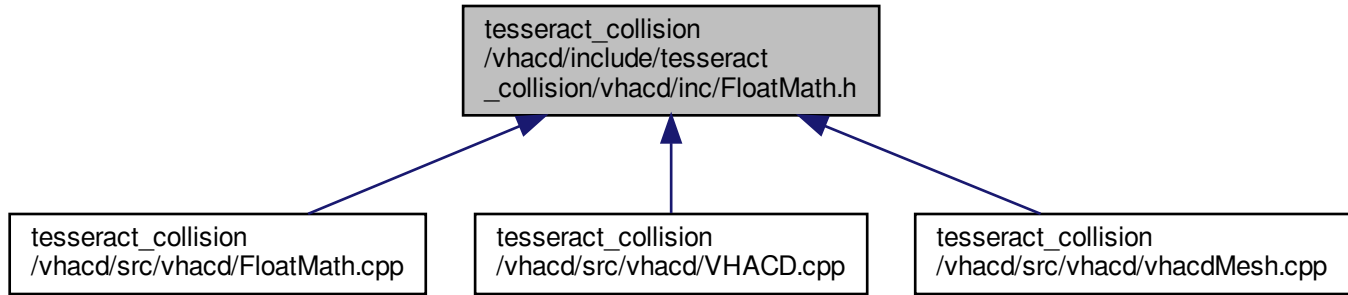 tesseract_collision
/vhacd/include/tesseract
_collision/vhacd/inc/FloatMath.h
tesseract_collision
/vhacd/src/vhacd/FloatMath.cpp
tesseract_collision
/vhacd/src/vhacd/VHACD.cpp
tesseract_collision
/vhacd/src/vhacd/vhacdMesh.cpp